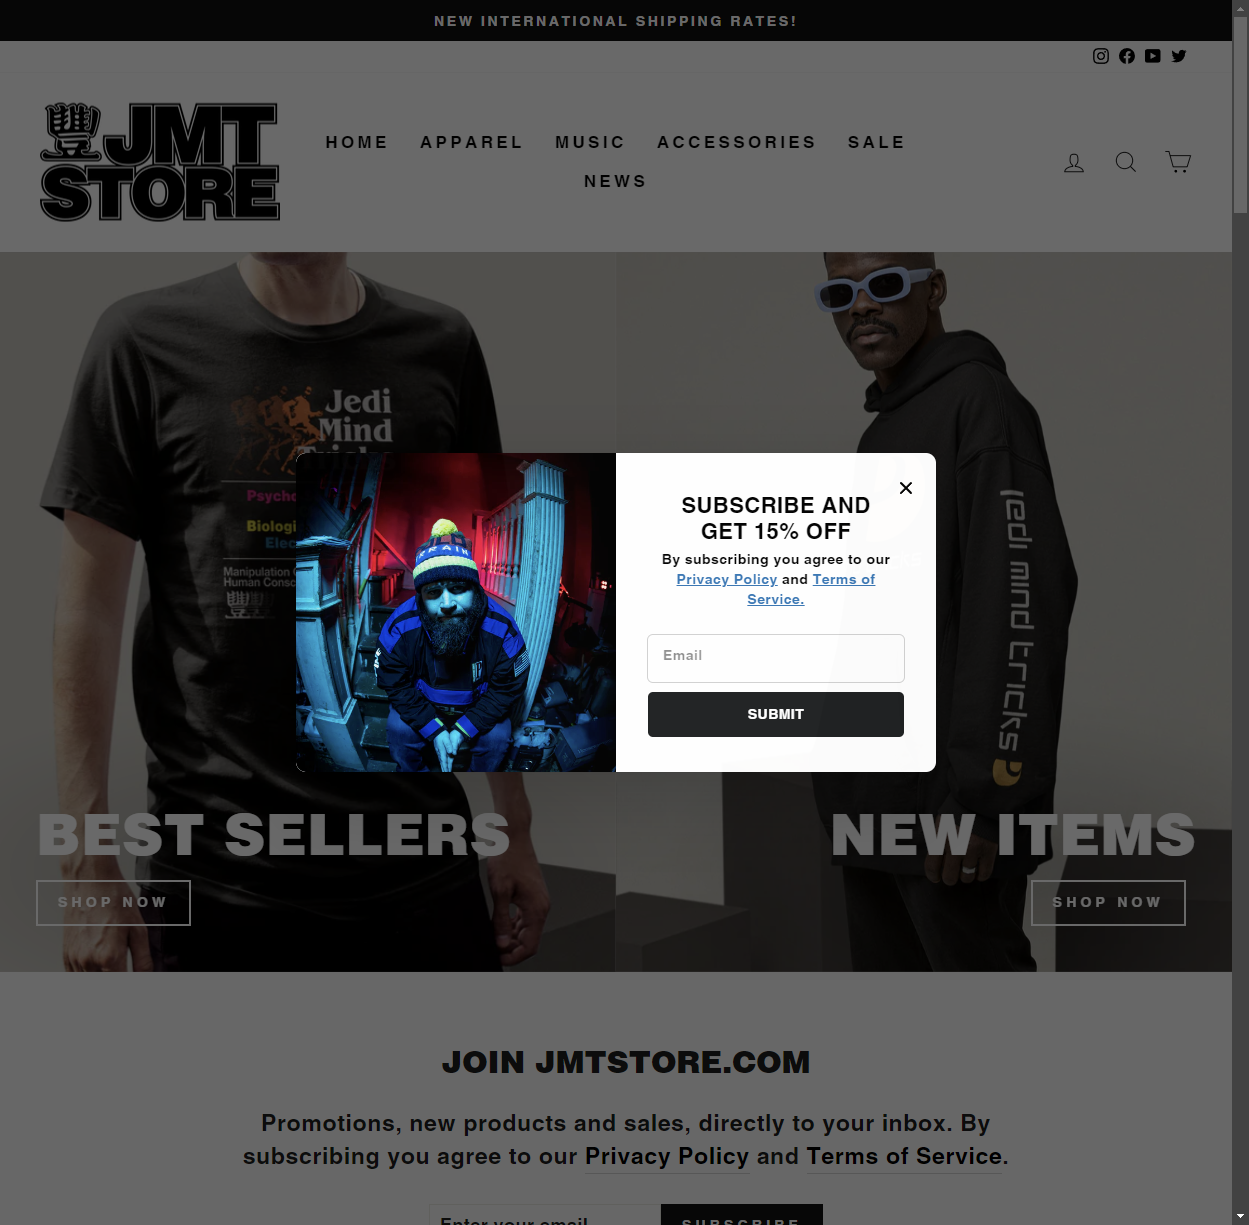 NEW INTERNATIONAL SHIPPING RATES!
JMT
STORE
HOME APPAREL MUSIC ACCESSORIES SALE
NEWS
Jedi
Mind
Tricks
Psycho
Biologi
Elec
Manipulation
Human Consc
jedi mind tricks
SUBSCRIBE AND
GET 15% OFF
By subscribing you agree to our
Privacy Policy and Terms of
Service.
Email
SUBMIT
BEST SELLERS
SHOP NOW
NEW ITEMS
SHOP NOW
JOIN JMTSTORE.COM
Promotions, new products and sales, directly to your inbox. By
subscribing you agree to our Privacy Policy and Terms of Service.
Enter your email
SUBSCRIBE